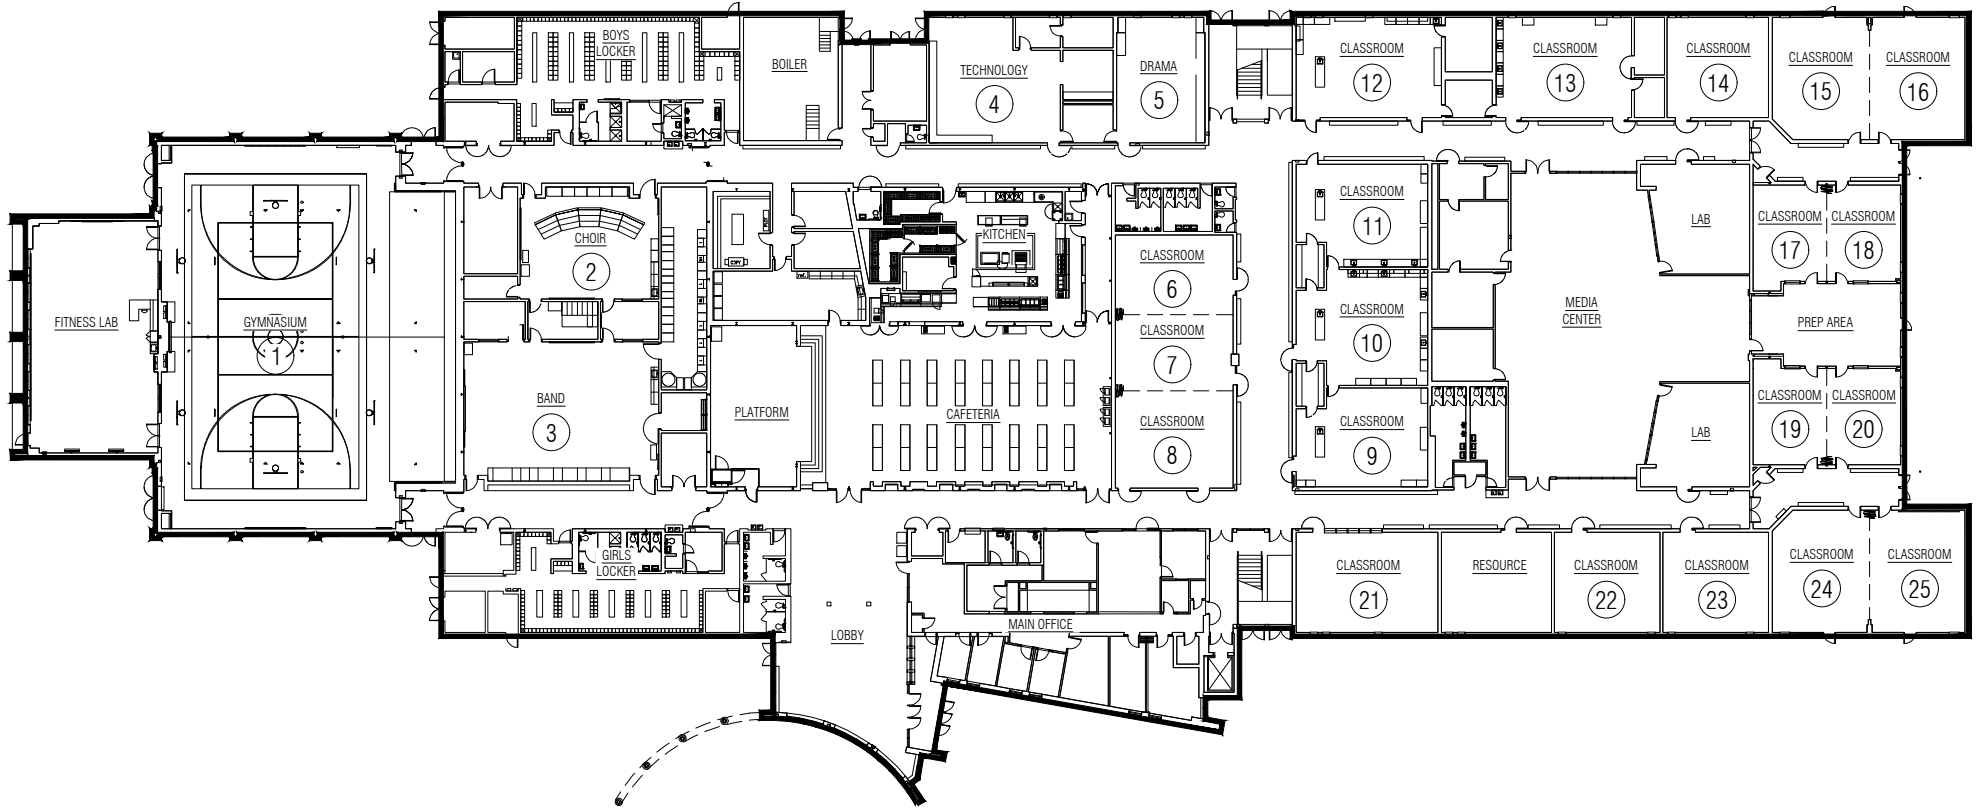 BOYS
LOCKER
BOILER
TECHNOLOGY
4
DRAMA
5
CLASSROOM
12
CLASSROOM
13
CLASSROOM
14
CLASSROOM
15
CLASSROOM
16
FITNESS LAB
GYMNASIUM
1
CHOIR
2
BAND
3
PLATFORM
COPY
ref.
KITCHEN
CAFETERIA
CLASSROOM
6
CLASSROOM
7
CLASSROOM
8
CLASSROOM
11
CLASSROOM
10
CLASSROOM
9
MEDIA
CENTER
LAB
LAB
CLASSROOM
17
CLASSROOM
18
PREP AREA
CLASSROOM
19
CLASSROOM
20
GIRLS
LOCKER
LOBBY
MAIN OFFICE
CLASSROOM
21
RESOURCE
CLASSROOM
22
CLASSROOM
23
CLASSROOM
24
CLASSROOM
25